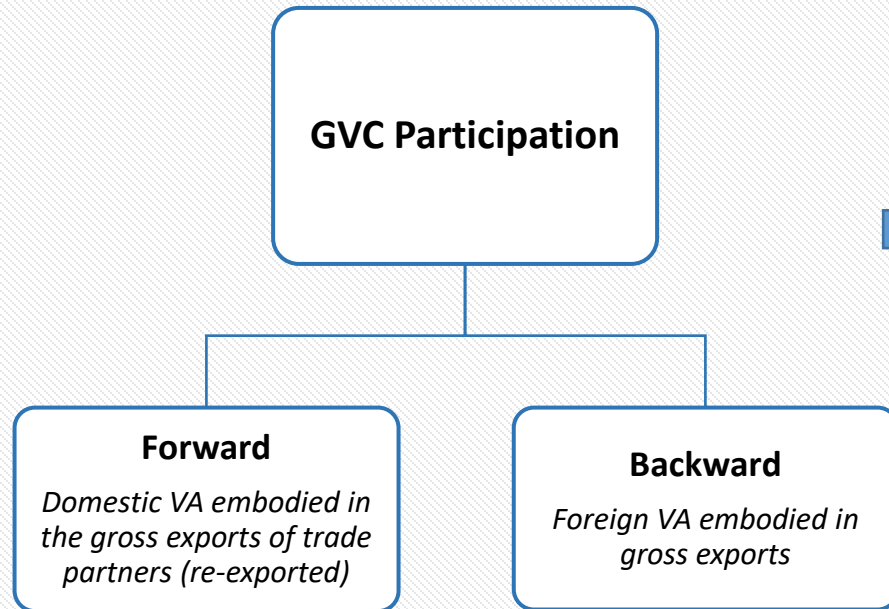 GVC Participation
Forward
Domestic VA embodied in
the gross exports of trade
partners (re-exported)
Backward
Foreign VA embodied in
gross exports